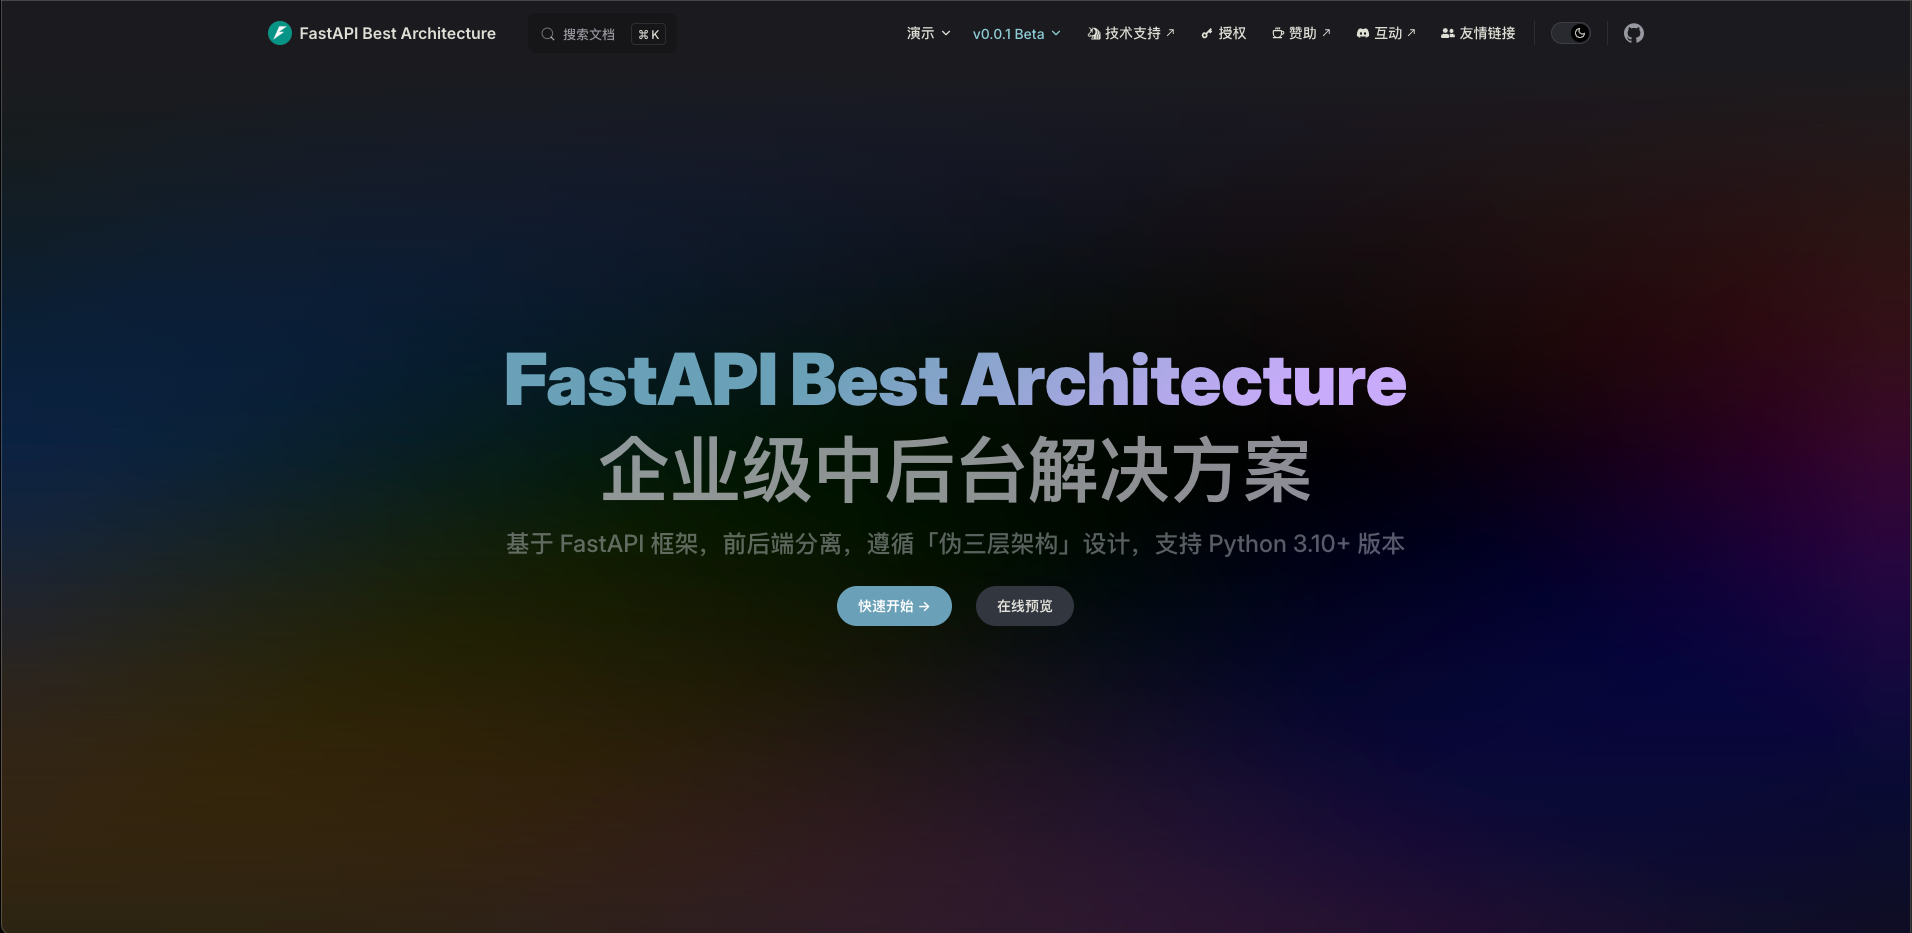 FastAPI Best Architecture
搜索文档 ⌘ K
演示 v0.0.1 Beta 技术支持 授权 赞助 互动 友情链接
FastAPI Best Architecture
企业级中后台解决方案
基于 FastAPI 框架，前后端分离，遵循「伪三层架构」设计，支持 Python 3.10+ 版本
快速开始 →
在线预览